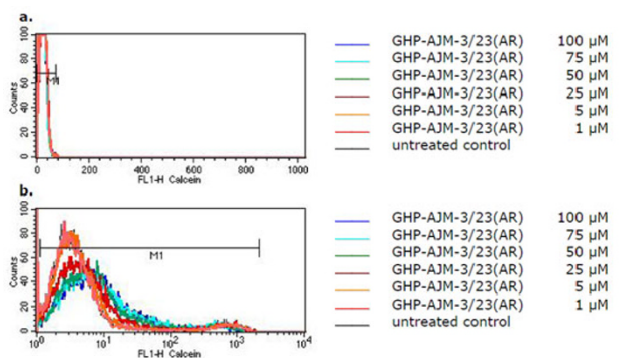 a.
100
80
60
40
20
0
Counts
M1
0 200 400 600 800 1000
FL1-H Calcein
GHP-AJM-3/23(AR) 100 µM
GHP-AJM-3/23(AR) 75 µM
GHP-AJM-3/23(AR) 50 µM
GHP-AJM-3/23(AR) 25 µM
GHP-AJM-3/23(AR) 5 µM
GHP-AJM-3/23(AR) 1 µM
untreated control
b.
100
80
60
40
20
0
Counts
M1
10⁰ 10¹ 10² 10³ 10⁴
FL1-H Calcein
GHP-AJM-3/23(AR) 100 µM
GHP-AJM-3/23(AR) 75 µM
GHP-AJM-3/23(AR) 50 µM
GHP-AJM-3/23(AR) 25 µM
GHP-AJM-3/23(AR) 5 µM
GHP-AJM-3/23(AR) 1 µM
untreated control